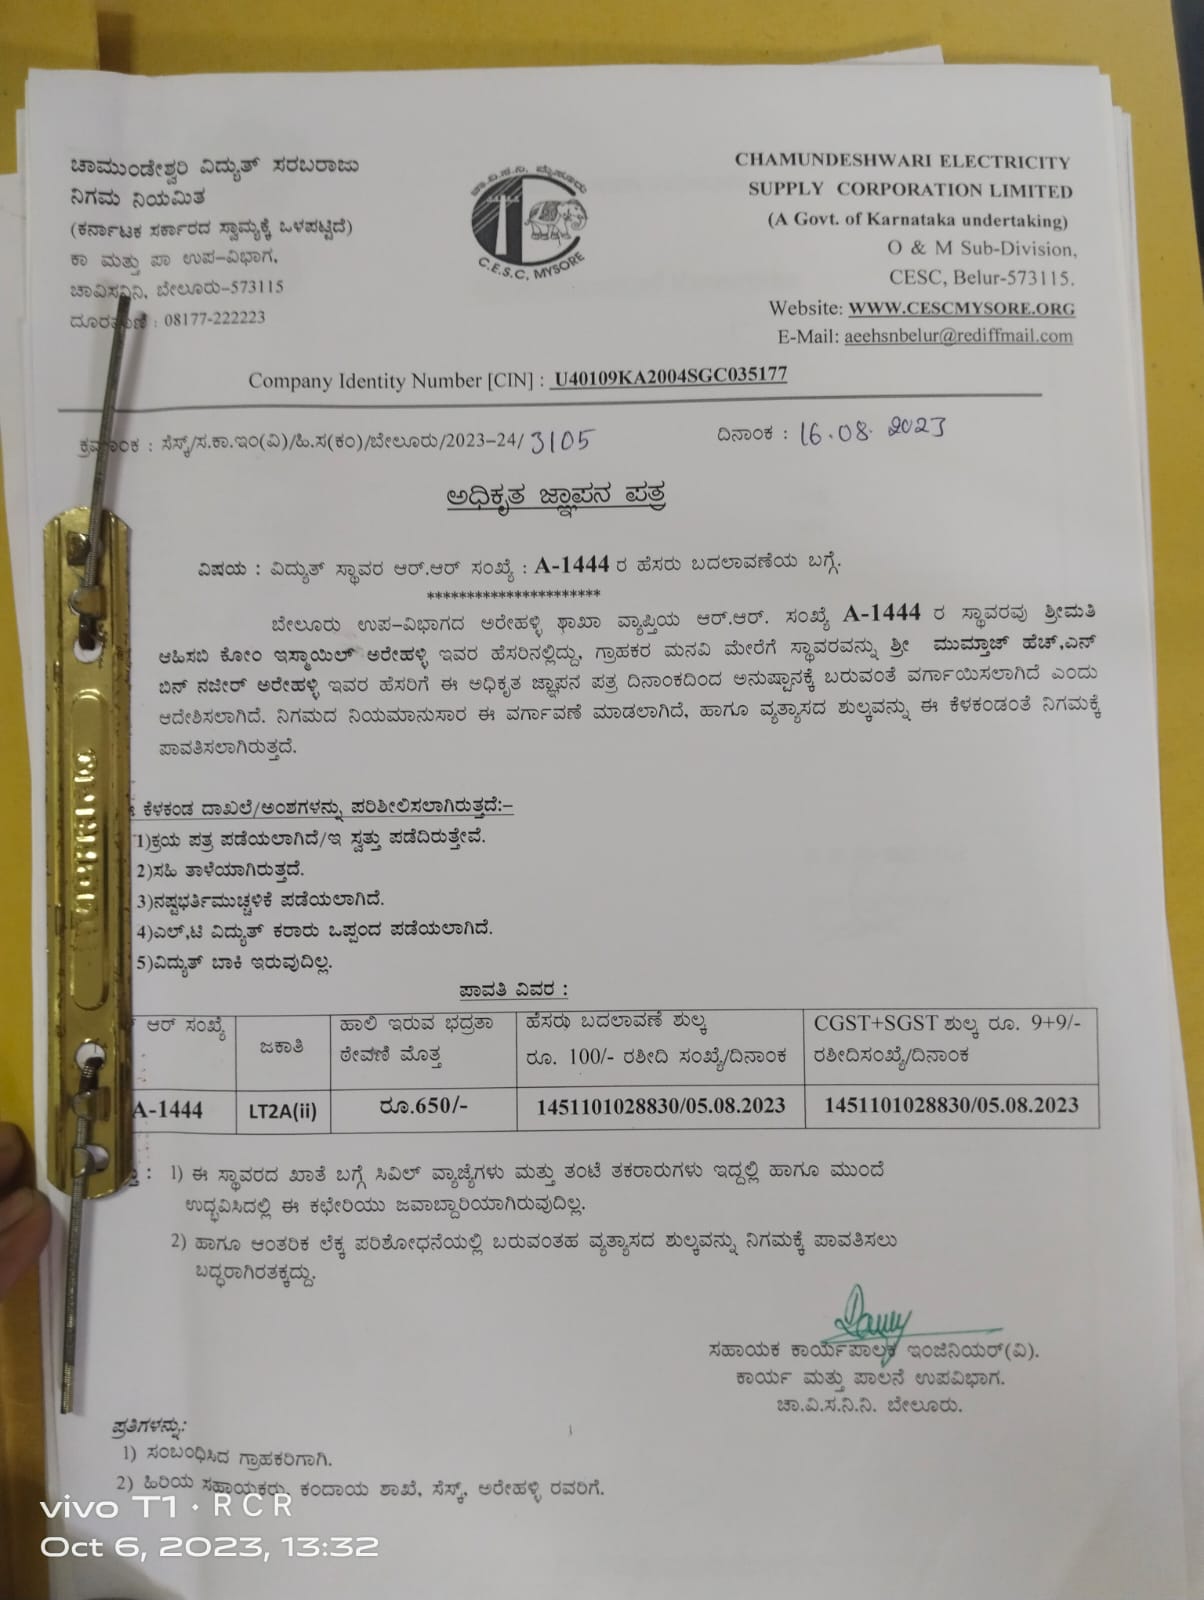 ಚಾಮುಂಡೇಶ್ವರಿ ವಿದ್ಯುತ್ ಸರಬರಾಜು
ನಿಗಮ ನಿಯಮಿತ
(ಕರ್ನಾಟಕ ಸರ್ಕಾರದ ಸ್ವಾಮ್ಯಕ್ಕೆ ಒಳಪಟ್ಟಿದೆ)
ಕಾ ಮತ್ತು ಪಾ ಉಪ–ವಿಭಾಗ,
ಚಾವಿಸನಿನಿ, ಬೇಲೂರು–573115
ದೂರವಾಣಿ : 08177-222223
ಚಾ.ವಿ.ಸ.ನಿ. ಮೈಸೂರು
C.E.S.C. MYSORE
CHAMUNDESHWARI ELECTRICITY
SUPPLY CORPORATION LIMITED
(A Govt. of Karnataka undertaking)
O & M Sub-Division,
CESC, Belur-573115.
Website: WWW.CESCMYSORE.ORG
E-Mail: aeehsnbelur@rediffmail.com
Company Identity Number [CIN] : U40109KA2004SGC035177
ಕ್ರಮಾಂಕ : ಸೆಸ್ಕ್/ಸ.ಕಾ.ಇಂ(ವಿ)/ಹಿ.ಸ(ಕಂ)/ಬೇಲೂರು/2023–24/ 3105 ದಿನಾಂಕ : 16.08.2023
ಅಧಿಕೃತ ಜ್ಞಾಪನ ಪತ್ರ
ವಿಷಯ : ವಿದ್ಯುತ್ ಸ್ಥಾವರ ಆರ್.ಆರ್ ಸಂಖ್ಯೆ : A-1444 ರ ಹೆಸರು ಬದಲಾವಣೆಯ ಬಗ್ಗೆ.
**********************
ಬೇಲೂರು ಉಪ–ವಿಭಾಗದ ಅರೇಹಳ್ಳಿ ಶಾಖಾ ವ್ಯಾಪ್ತಿಯ ಆರ್.ಆರ್. ಸಂಖ್ಯೆ A-1444 ರ ಸ್ಥಾವರವು ಶ್ರೀಮತಿ
ಆಹಿಸಬಿ ಕೋಂ ಇಸ್ಮಾಯಿಲ್ ಅರೇಹಳ್ಳಿ ಇವರ ಹೆಸರಿನಲ್ಲಿದ್ದು, ಗ್ರಾಹಕರ ಮನವಿ ಮೇರೆಗೆ ಸ್ಥಾವರವನ್ನು ಶ್ರೀ ಮುಮ್ತಾಜ್ ಹೆಚ್,ಎನ್
ಬಿನ್ ನಜೀರ್ ಅರೇಹಳ್ಳಿ ಇವರ ಹೆಸರಿಗೆ ಈ ಅಧಿಕೃತ ಜ್ಞಾಪನ ಪತ್ರ ದಿನಾಂಕದಿಂದ ಅನುಷ್ಠಾನಕ್ಕೆ ಬರುವಂತೆ ವರ್ಗಾಯಿಸಲಾಗಿದೆ ಎಂದು
ಆದೇಶಿಸಲಾಗಿದೆ. ನಿಗಮದ ನಿಯಮಾನುಸಾರ ಈ ವರ್ಗಾವಣೆ ಮಾಡಲಾಗಿದೆ, ಹಾಗೂ ವ್ಯತ್ಯಾಸದ ಶುಲ್ಕವನ್ನು ಈ ಕೆಳಕಂಡಂತೆ ನಿಗಮಕ್ಕೆ
ಪಾವತಿಸಲಾಗಿರುತ್ತದೆ.
ಕೆಳಕಂಡ ದಾಖಲೆ/ಅಂಶಗಳನ್ನು ಪರಿಶೀಲಿಸಲಾಗಿರುತ್ತದೆ:–
1)ಕ್ರಯ ಪತ್ರ ಪಡೆಯಲಾಗಿದೆ/ಇ ಸ್ವತ್ತು ಪಡೆದಿರುತ್ತೇವೆ.
2)ಸಹಿ ತಾಳೆಯಾಗಿರುತ್ತದೆ.
3)ನಷ್ಟಭರ್ತಿಮುಚ್ಚಳಿಕೆ ಪಡೆಯಲಾಗಿದೆ.
4)ಎಲ್,ಟಿ ವಿದ್ಯುತ್ ಕರಾರು ಒಪ್ಪಂದ ಪಡೆಯಲಾಗಿದೆ.
5)ವಿದ್ಯುತ್ ಬಾಕಿ ಇರುವುದಿಲ್ಲ.
ಪಾವತಿ ವಿವರ :
ಆರ್ ಸಂಖ್ಯೆ ಜಕಾತಿ ಹಾಲಿ ಇರುವ ಭದ್ರತಾ ಹೆಸರು ಬದಲಾವಣೆ ಶುಲ್ಕ CGST+SGST ಶುಲ್ಕ ರೂ. 9+9/-
ಠೇವಣಿ ಮೊತ್ತ ರೂ. 100/- ರಶೀದಿ ಸಂಖ್ಯೆ/ದಿನಾಂಕ ರಶೀದಿಸಂಖ್ಯೆ/ದಿನಾಂಕ
A-1444 LT2A(ii) ರೂ.650/- 1451101028830/05.08.2023 1451101028830/05.08.2023
1) ಈ ಸ್ಥಾವರದ ಖಾತೆ ಬಗ್ಗೆ ಸಿವಿಲ್ ವ್ಯಾಜ್ಯೆಗಳು ಮತ್ತು ತಂಟೆ ತಕರಾರುಗಳು ಇದ್ದಲ್ಲಿ ಹಾಗೂ ಮುಂದೆ
ಉದ್ಭವಿಸಿದಲ್ಲಿ ಈ ಕಛೇರಿಯು ಜವಾಬ್ದಾರಿಯಾಗಿರುವುದಿಲ್ಲ.
2) ಹಾಗೂ ಆಂತರಿಕ ಲೆಕ್ಕ ಪರಿಶೋಧನೆಯಲ್ಲಿ ಬರುವಂತಹ ವ್ಯತ್ಯಾಸದ ಶುಲ್ಕವನ್ನು ನಿಗಮಕ್ಕೆ ಪಾವತಿಸಲು
ಬದ್ಧರಾಗಿರತಕ್ಕದ್ದು.
ಸಹಾಯಕ ಕಾರ್ಯಪಾಲಕ ಇಂಜಿನಿಯರ್(ವಿ).
ಕಾರ್ಯ ಮತ್ತು ಪಾಲನೆ ಉಪವಿಭಾಗ.
ಚಾ.ವಿ.ಸ.ನಿ.ನಿ. ಬೇಲೂರು.
ಪ್ರತಿಗಳನ್ನು:
1) ಸಂಬಂಧಿಸಿದ ಗ್ರಾಹಕರಿಗಾಗಿ.
2) ಹಿರಿಯ ಸಹಾಯಕರು, ಕಂದಾಯ ಶಾಖೆ, ಸೆಸ್ಕ್, ಅರೇಹಳ್ಳಿ ರವರಿಗೆ.
vivo T1 · RCR
Oct 6, 2023, 13:32